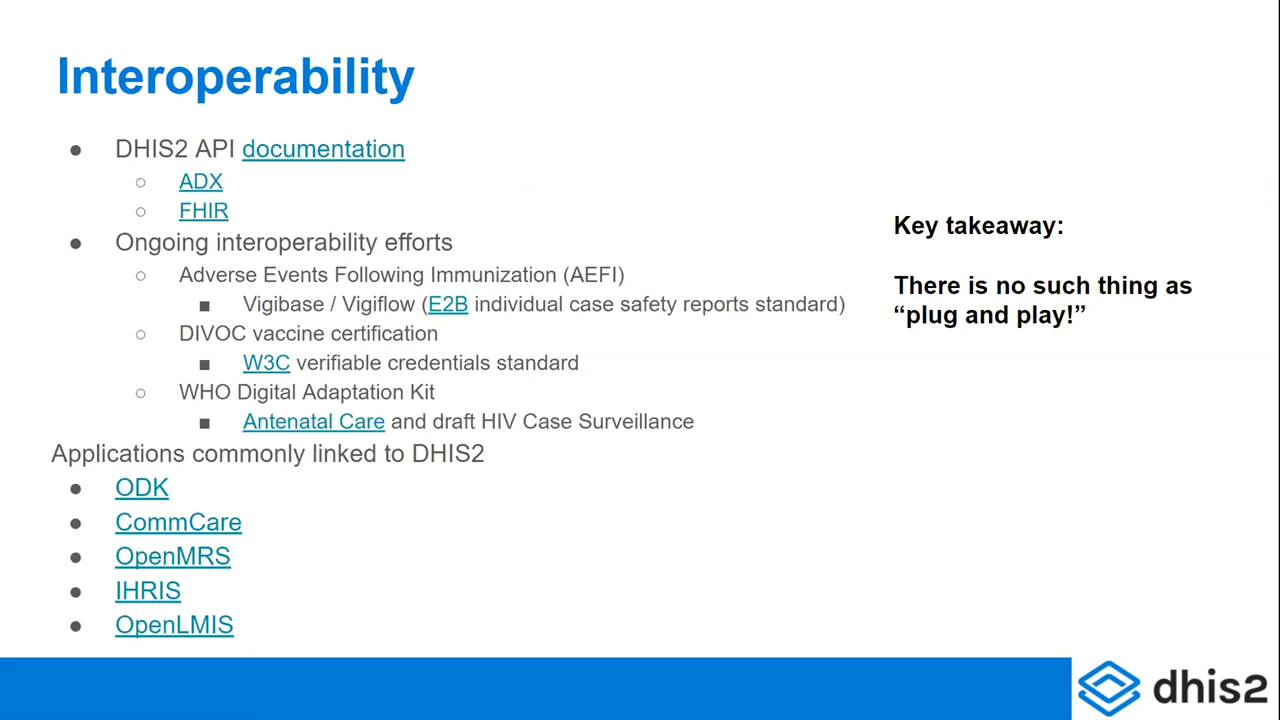 Interoperability
● DHIS2 API documentation
○ ADX
○ FHIR
● Ongoing interoperability efforts
○ Adverse Events Following Immunization (AEFI)
■ Vigibase / Vigiflow (E2B individual case safety reports standard)
○ DIVOC vaccine certification
■ W3C verifiable credentials standard
○ WHO Digital Adaptation Kit
■ Antenatal Care and draft HIV Case Surveillance
Applications commonly linked to DHIS2
● ODK
● CommCare
● OpenMRS
● IHRIS
● OpenLMIS
Key takeaway:
There is no such thing as
“plug and play!”
dhis2